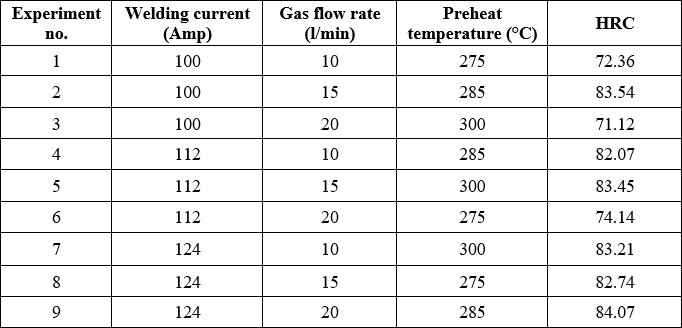 Experiment no. Welding current (Amp) Gas flow rate (l/min) Preheat temperature (°C) HRC
1 100 10 275 72.36
2 100 15 285 83.54
3 100 20 300 71.12
4 112 10 285 82.07
5 112 15 300 83.45
6 112 20 275 74.14
7 124 10 300 83.21
8 124 15 275 82.74
9 124 20 285 84.07